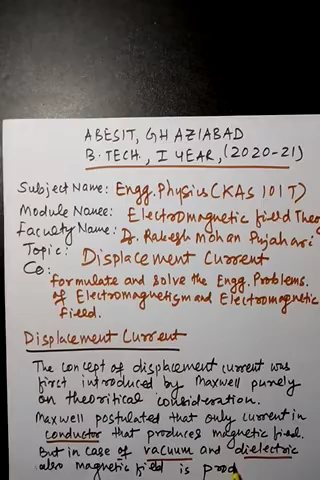 ABESIT, GHAZIABAD
B.TECH, I YEAR, (2020-21)
Subject Name: Engg. Physics (KAS 101T)
Module Name: Electromagnetic field Theo
Faculty Name: Dr. Rakesh Mohan Pujahari
Topic: Displacement Current
Co: formulate and solve the Engg. Problems
of Electromagnetism and Electromagnetic
field.
Displacement Current
The concept of displacement current was
first introduced by Maxwell purely
on theoritical consideration.
Maxwell postulated that only current in
conductor that produces magnetic field.
But in case of vacuum and dielectric
also magnetic field is prod